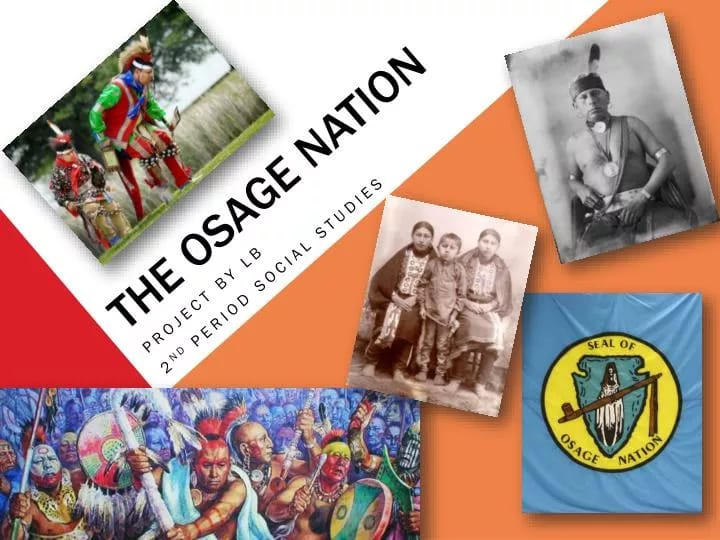 THE OSAGE NATION
PROJECT BY LB
2ND PERIOD SOCIAL STUDIES
SEAL OF
OSAGE NATION